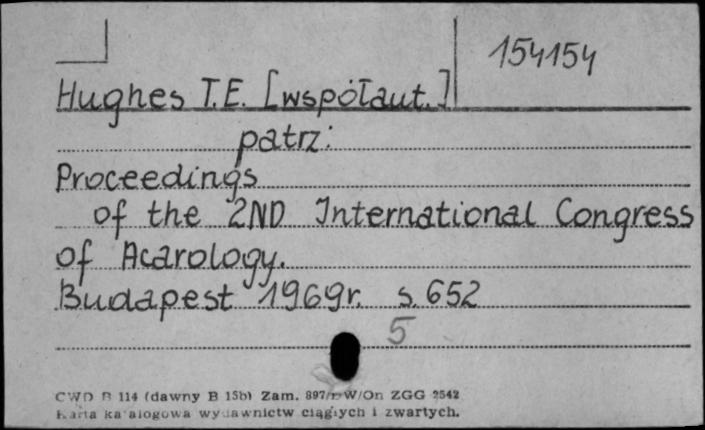 154154
Hughes T.E. [współaut.]
patrz:
Proceedings
of the 2ND International Congress
of Acarology.
Budapest 1969r. s. 652
5
CWD B 114 (dawny B 15b) Zam. 897/r W/On ZGG 2542
Karta katalogowa wydawnictw ciągłych i zwartych.